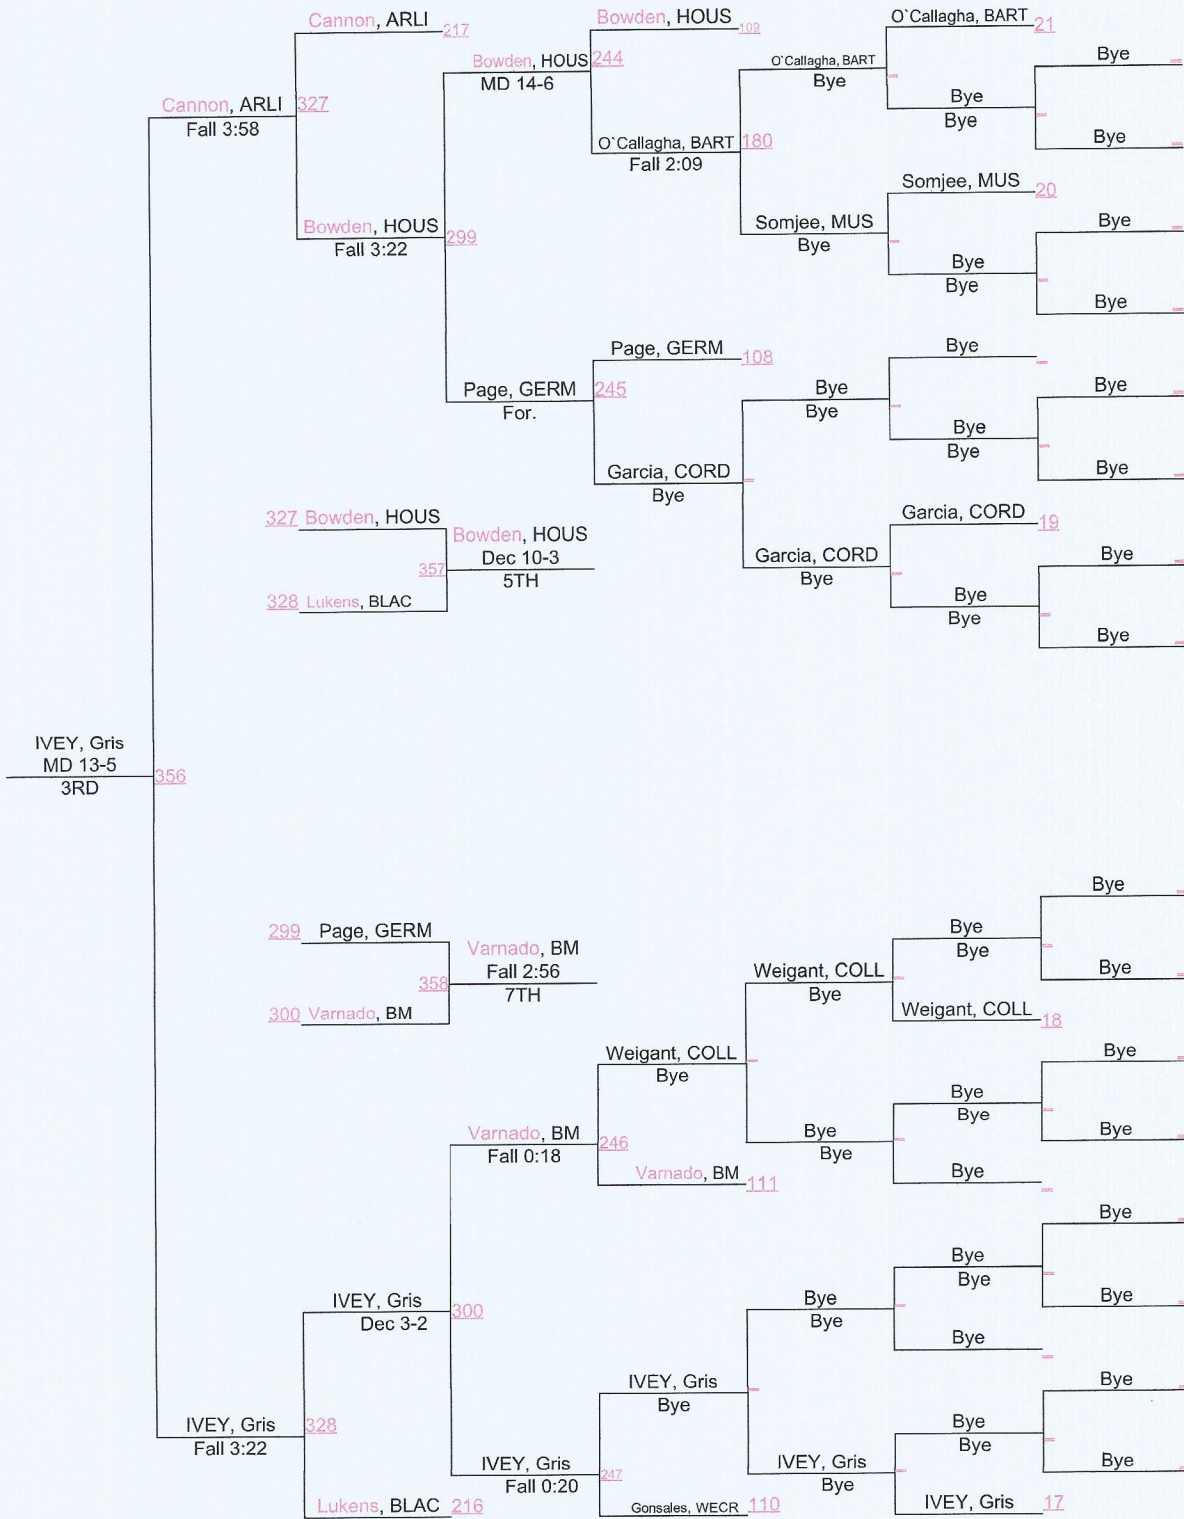 Cannon, ARLI
217
Bowden, HOUS
109
O`Callagha, BART
21
Bye
Bowden, HOUS
244
MD 14-6
O`Callagha, BART
Bye
Bye
Bye
Bye
Cannon, ARLI
327
Fall 3:58
O`Callagha, BART
180
Fall 2:09
Somjee, MUS
20
Bowden, HOUS
299
Fall 3:22
Somjee, MUS
Bye
Bye
Bye
Bye
Bye
Page, GERM
108
Bye
Page, GERM
245
For.
Bye
Bye
Bye
Bye
Bye
Bye
Garcia, CORD
Bye
327 Bowden, HOUS
Garcia, CORD
19
Bowden, HOUS
Dec 10-3
5TH
357
Garcia, CORD
Bye
Bye
328 Lukens, BLAC
Bye
Bye
Bye
IVEY, Gris
MD 13-5
3RD
356
Bye
299 Page, GERM
Bye
Bye
Varnado, BM
Fall 2:56
7TH
358
Weigant, COLL
Bye
Bye
300 Varnado, BM
Weigant, COLL
18
Weigant, COLL
Bye
Bye
Bye
Bye
Varnado, BM
246
Fall 0:18
Bye
Bye
Bye
Varnado, BM
111
Bye
Bye
Bye
Bye
IVEY, Gris
300
Dec 3-2
Bye
Bye
Bye
Bye
IVEY, Gris
Bye
Bye
IVEY, Gris
328
Fall 3:22
Bye
Bye
IVEY, Gris
247
Fall 0:20
IVEY, Gris
Bye
Bye
Lukens, BLAC
216
Gonsales, WECR
110
IVEY, Gris
17